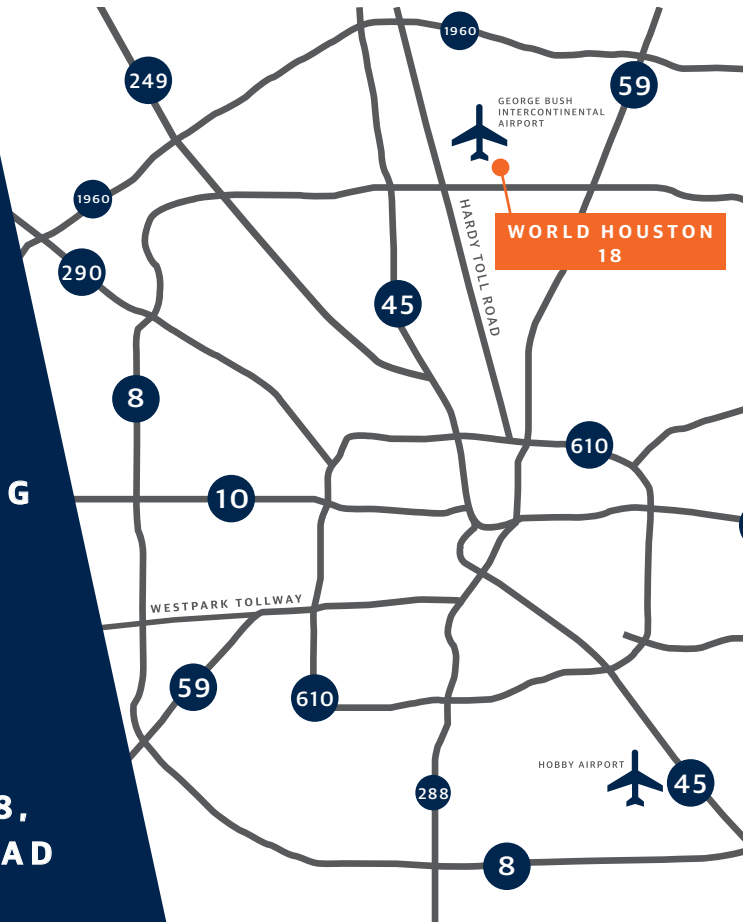 1960
249
59
GEORGE BUSH
INTERCONTINENTAL
AIRPORT
1960
HARDY TOLL ROAD
WORLD HOUSTON
18
290
45
8
610
G
10
WESTPARK TOLLWAY
59
610
HOBBY AIRPORT
45
288
8,
AD
8